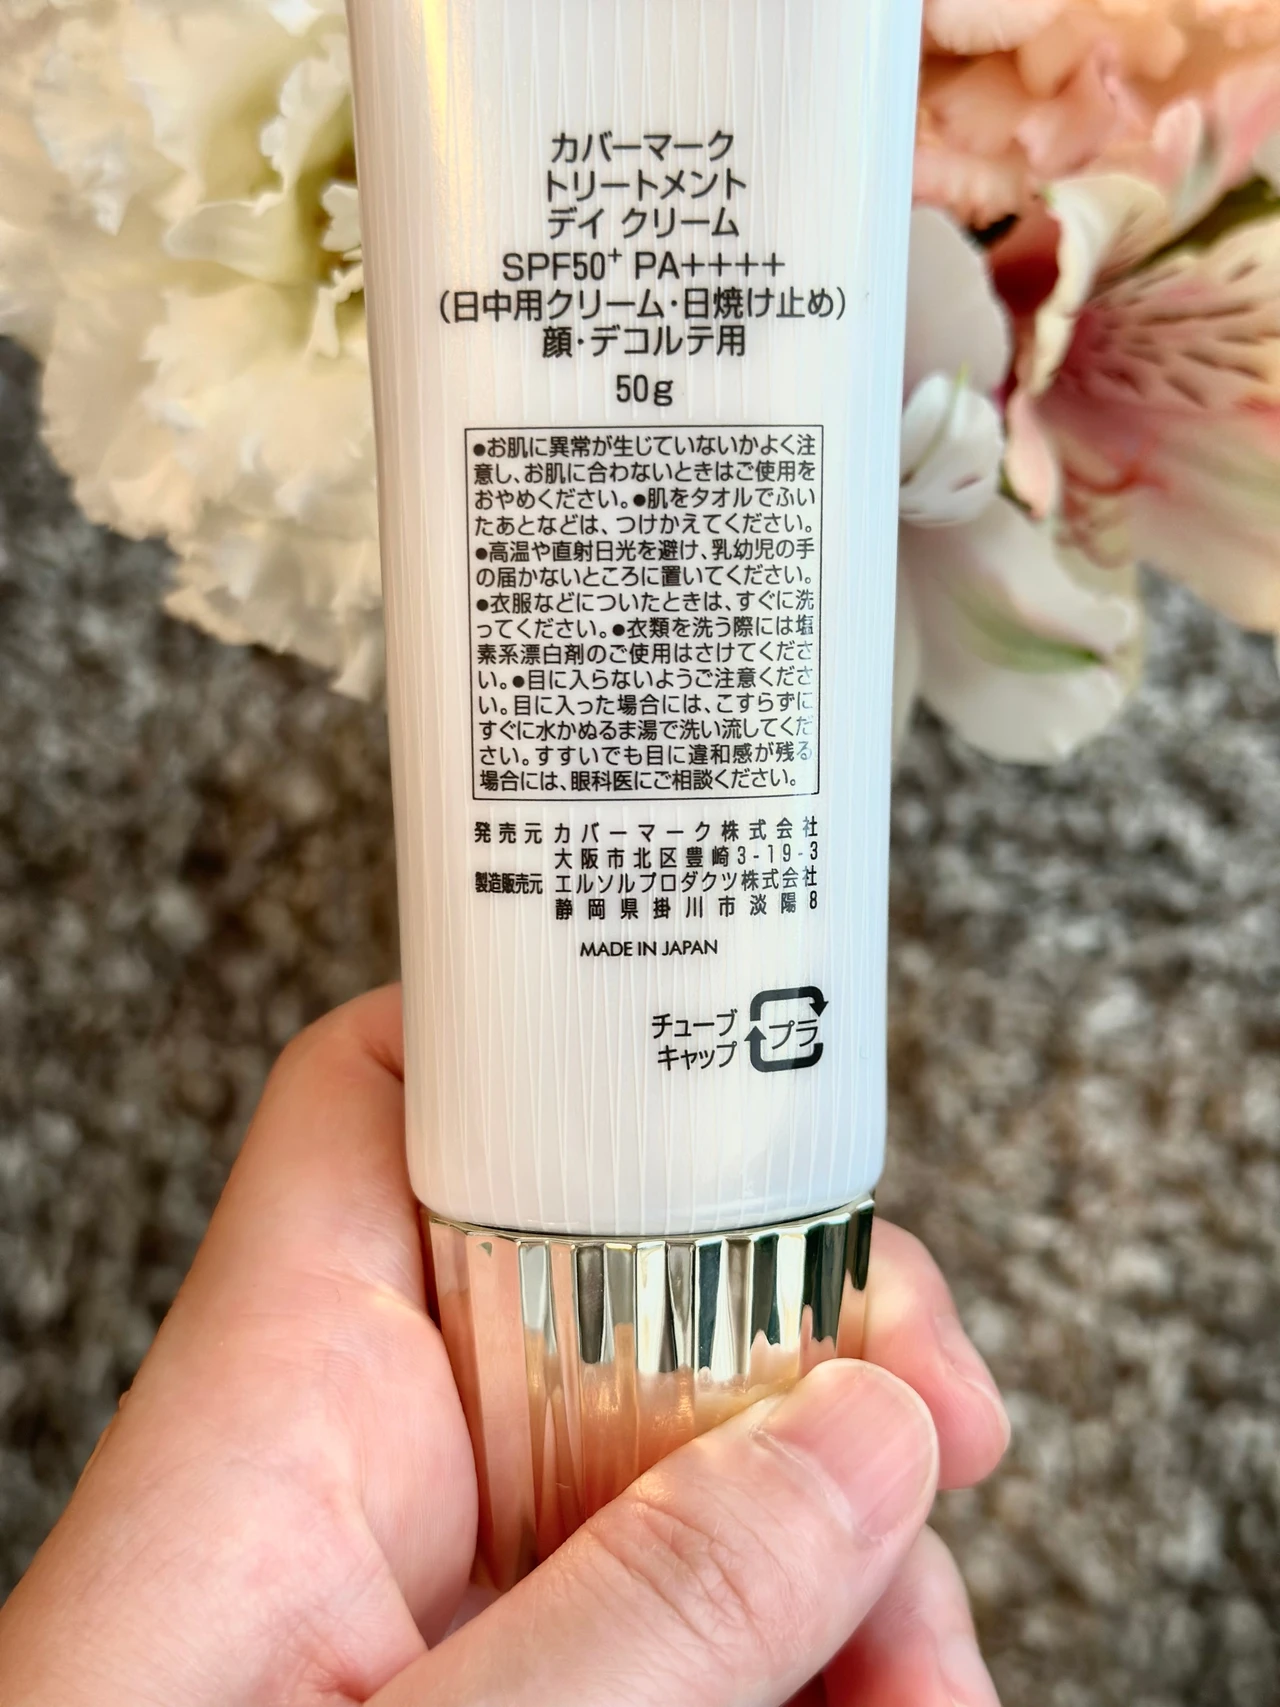 カバーマーク
トリートメント
デイ クリーム
SPF50+ PA++++
(日中用クリーム・日焼け止め)
顔・デコルテ用
50g
●お肌に異常が生じていないかよく注
意し、お肌に合わないときはご使用を
おやめください。●肌をタオルでふい
たあとなどは、つけかえてください。
●高温や直射日光を避け、乳幼児の手
の届かないところに置いてください。
●衣服などについたときは、すぐに洗
ってください。●衣類を洗う際には塩
素系漂白剤のご使用はさけてくださ
い。●目に入らないようご注意くださ
い。目に入った場合には、こすらずに
すぐに水かぬるま湯で洗い流してくだ
さい。すすいでも目に違和感が残る
場合には、眼科医にご相談ください。
発売元 カバーマーク株式会社
大阪市北区豊崎3-19-3
製造販売元 エルソルプロダクツ株式会社
静岡県掛川市淡陽8
MADE IN JAPAN
チューブ
キャップ
プラ